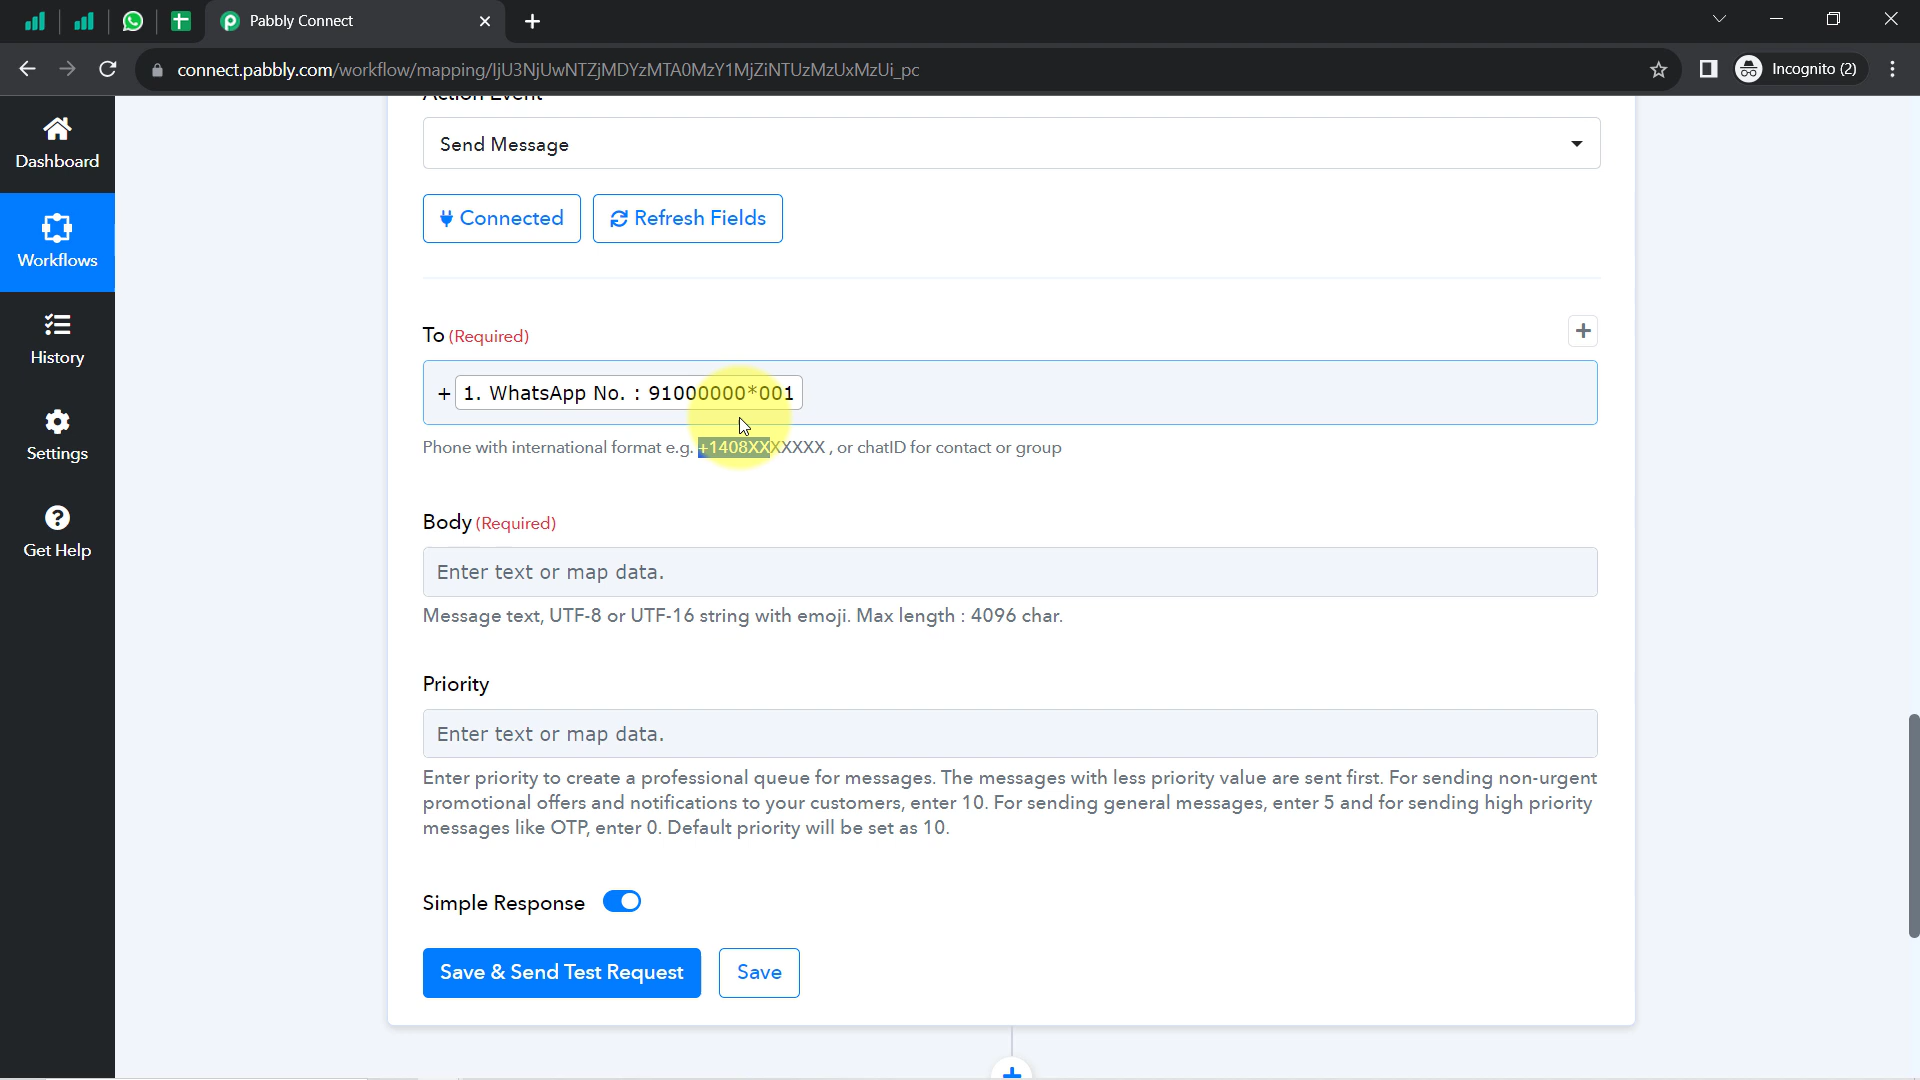 Pabbly Connect
connect.pabbly.com/workflow/mapping/IjU3NjUwNTZjMDYzMTA0MzY1MjZiNTUzMzUxMzUi_pc
Incognito (2)
Dashboard
Workflows
History
Settings
Get Help
Action Event
Send Message
Connected
Refresh Fields
To (Required)
+
+ 1. WhatsApp No. : 91000000*001
Phone with international format e.g. +1408XXXXXXX , or chatID for contact or group
Body (Required)
Enter text or map data.
Message text, UTF-8 or UTF-16 string with emoji. Max length : 4096 char.
Priority
Enter text or map data.
Enter priority to create a professional queue for messages. The messages with less priority value are sent first. For sending non-urgent
promotional offers and notifications to your customers, enter 10. For sending general messages, enter 5 and for sending high priority
messages like OTP, enter 0. Default priority will be set as 10.
Simple Response
Save & Send Test Request
Save
+